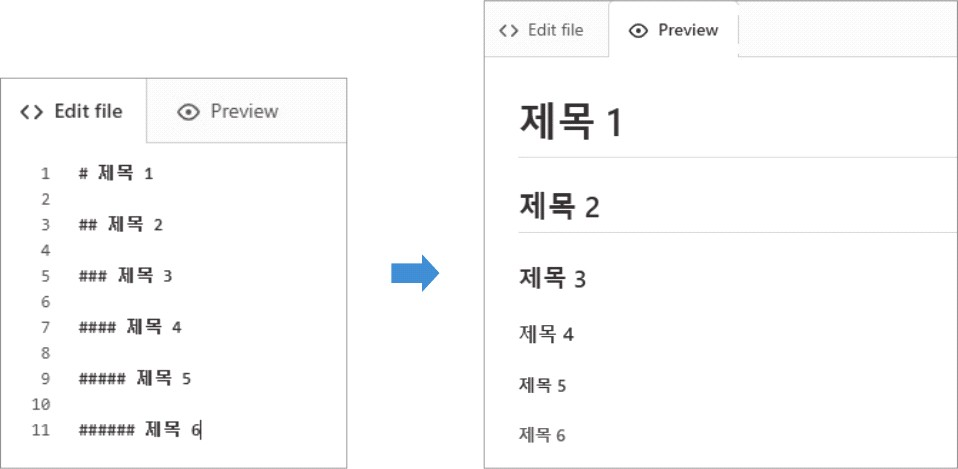 <> Edit file
Preview
1 # 제목 1
2
3 ## 제목 2
4
5 ### 제목 3
6
7 #### 제목 4
8
9 ##### 제목 5
10
11 ###### 제목 6
<> Edit file
Preview
제목 1
제목 2
제목 3
제목 4
제목 5
제목 6